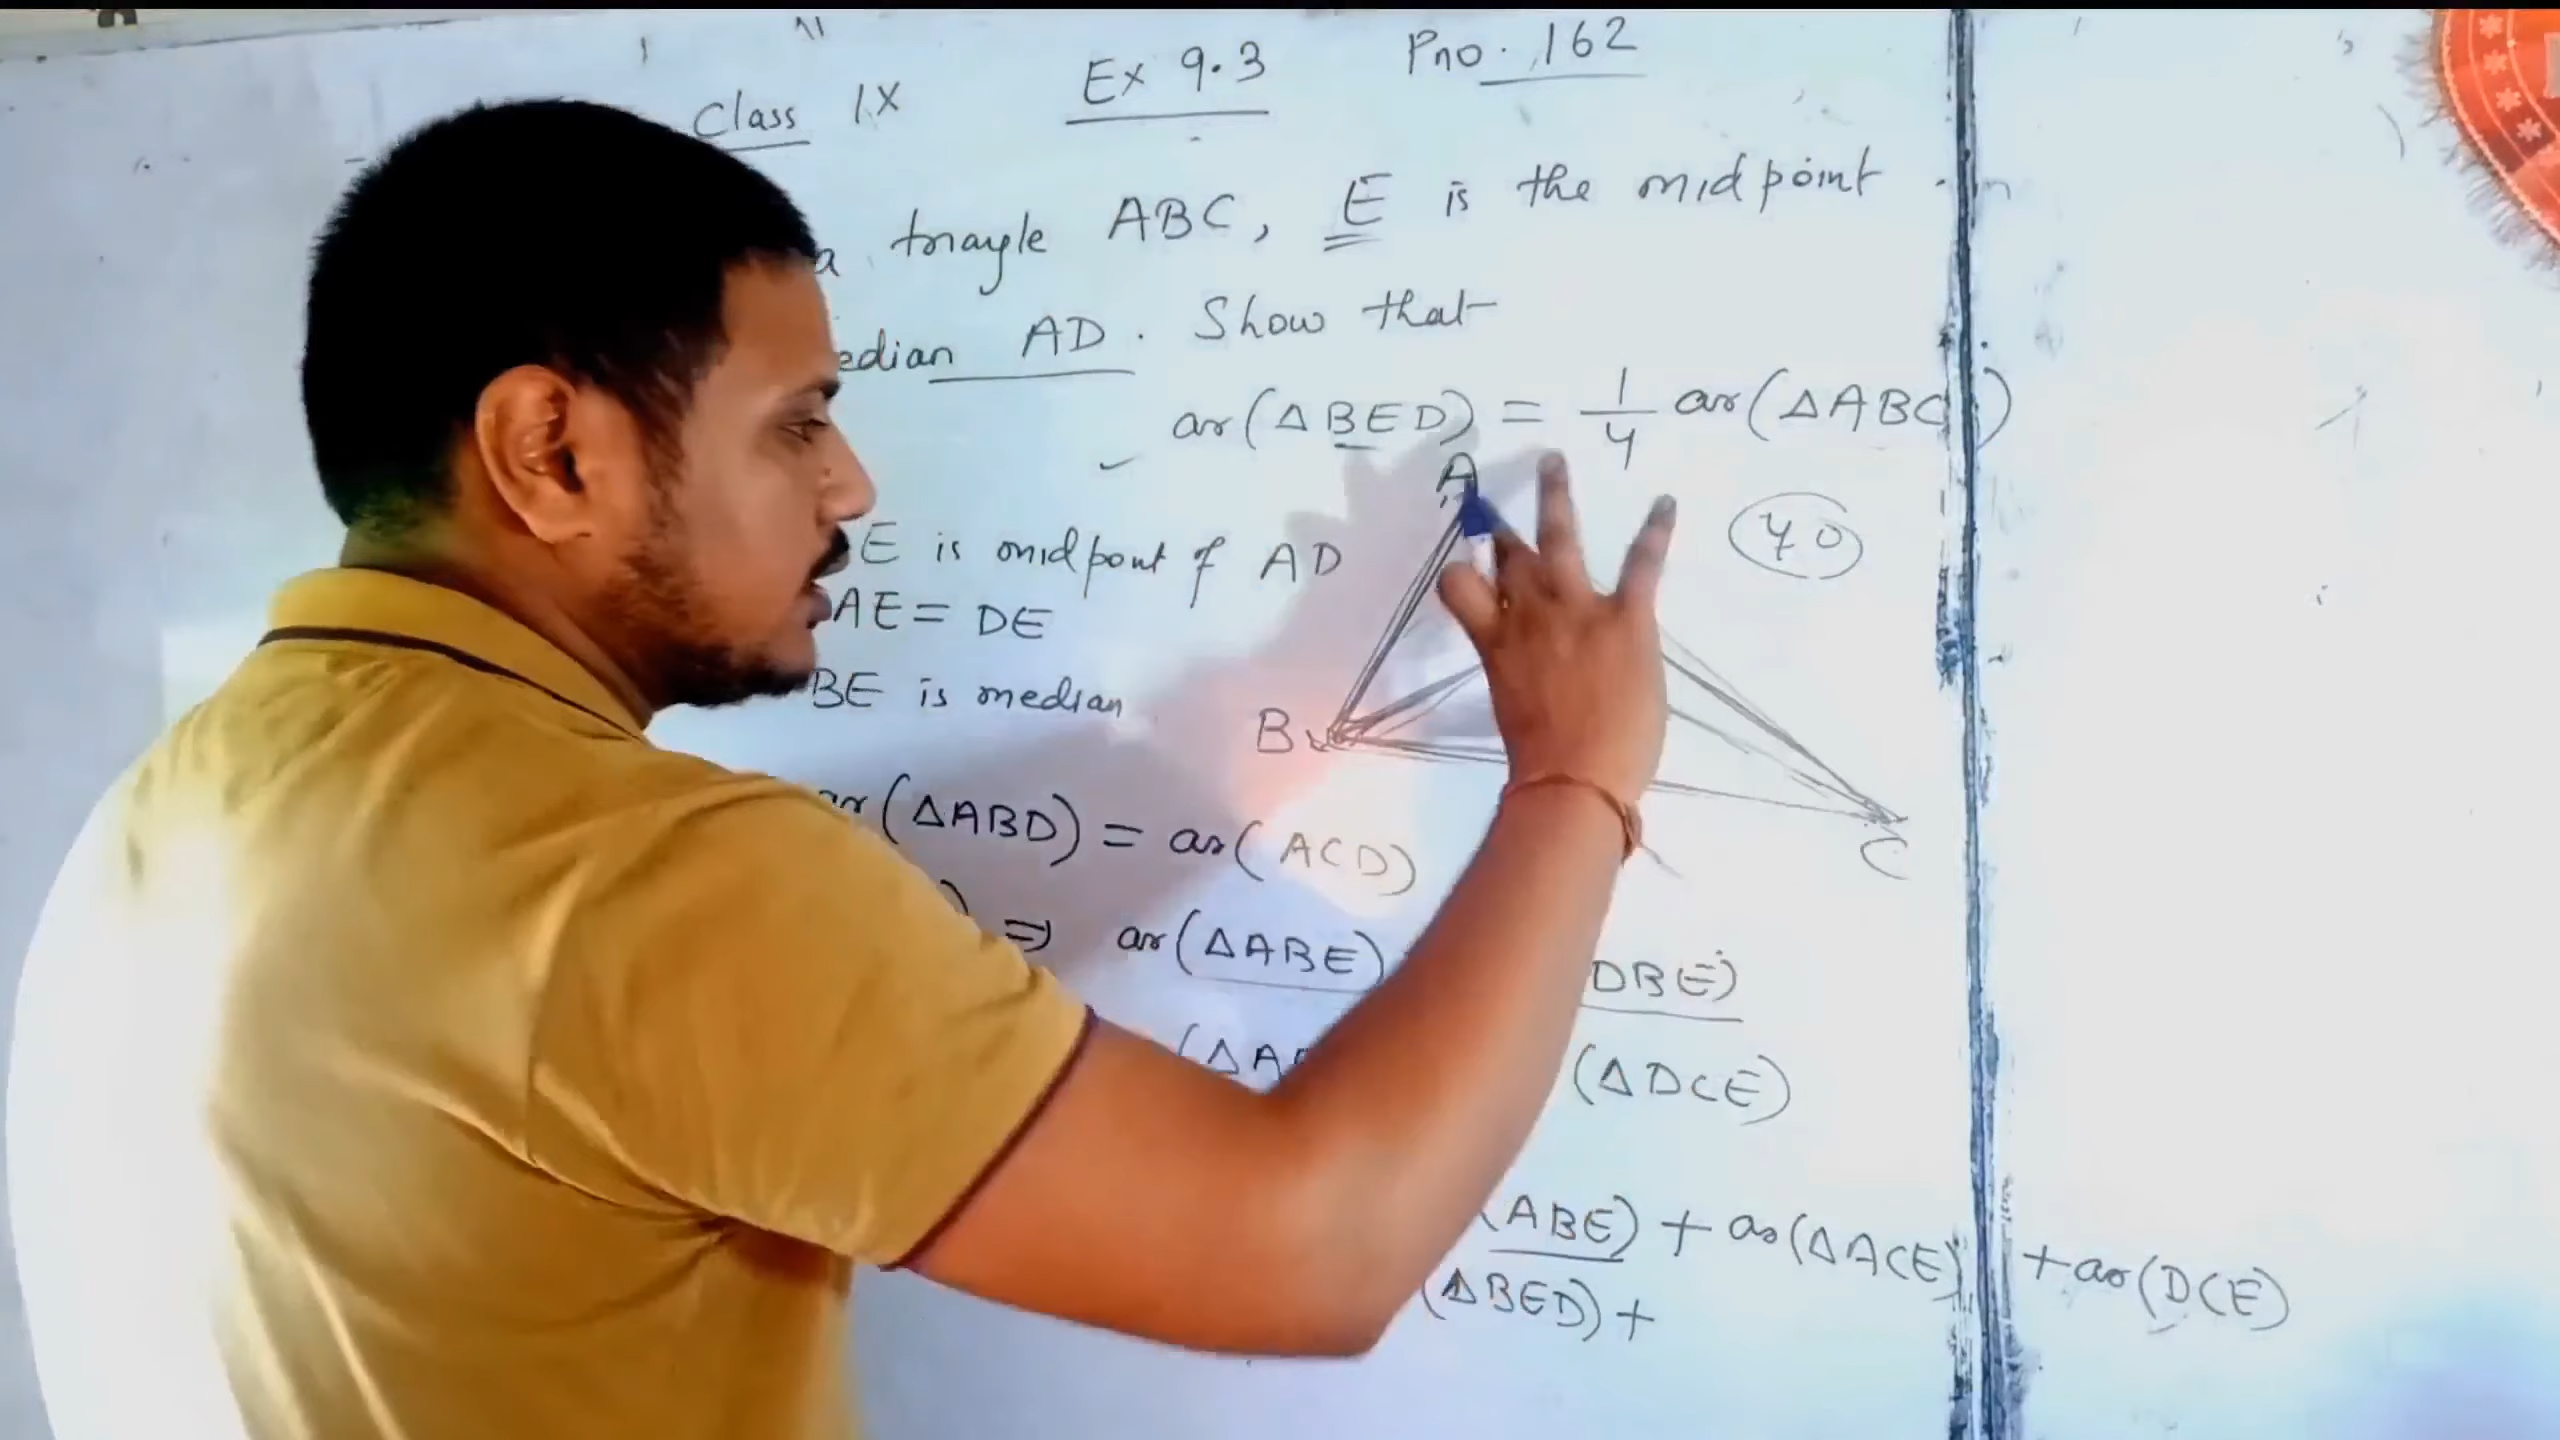 Class IX Ex 9.3 Pno. 162
a triangle ABC, E is the midpoint
edian AD. Show that
ar(ΔBED) = 1/4 ar(ΔABC)
A
40
E is midpoint of AD
AE = DE
BE is median
B
C
ar(ΔABD) = ar(ACD)
) ⇒ ar(ΔABE) DBE)
(ΔA (ΔDCE)
(ABE) + ar(ΔACE) + ar(DCE)
(ΔBED) +